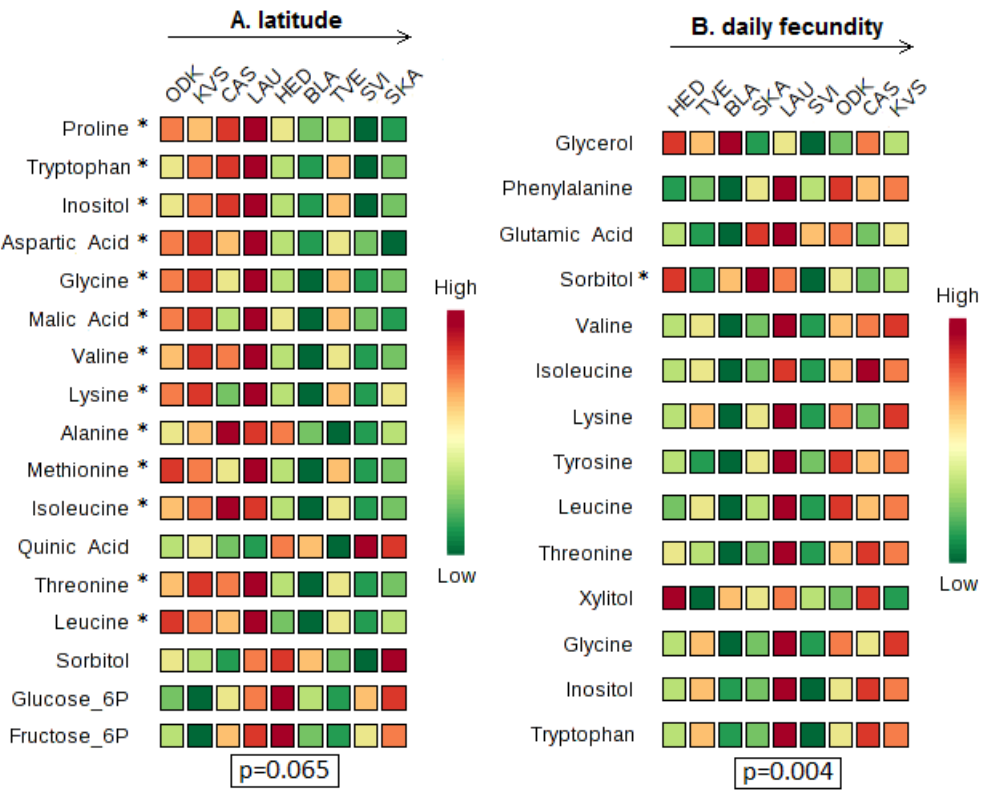 A. latitude
ODK KVS CAS LAU HED BLA TVE SVI SKA
Proline *
Tryptophan *
Inositol *
Aspartic Acid *
Glycine *
Malic Acid *
Valine *
Lysine *
Alanine *
Methionine *
Isoleucine *
Quinic Acid
Threonine *
Leucine *
Sorbitol
Glucose_6P
Fructose_6P
High
Low
p=0.065
B. daily fecundity
HED TVE BLA SKA LAU SVI ODK CAS KVS
Glycerol
Phenylalanine
Glutamic Acid
Sorbitol *
Valine
Isoleucine
Lysine
Tyrosine
Leucine
Threonine
Xylitol
Glycine
Inositol
Tryptophan
High
Low
p=0.004